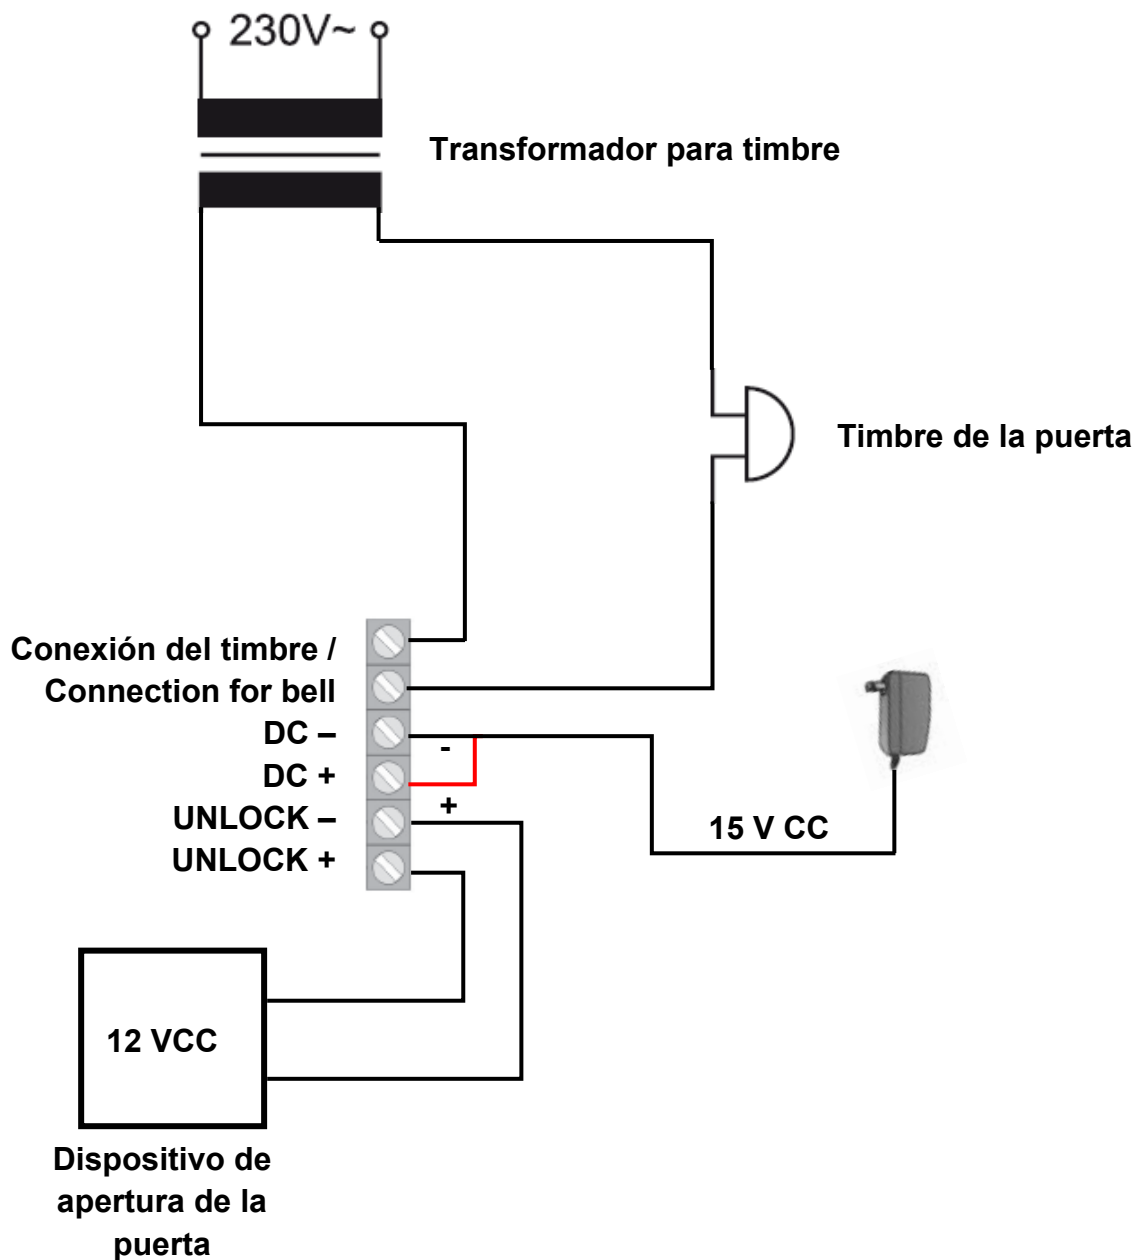 230V~
Transformador para timbre
Timbre de la puerta
Conexión del timbre /
Connection for bell
DC –
-
DC +
+
UNLOCK –
15 V CC
UNLOCK +
12 VCC
Dispositivo de
apertura de la
puerta